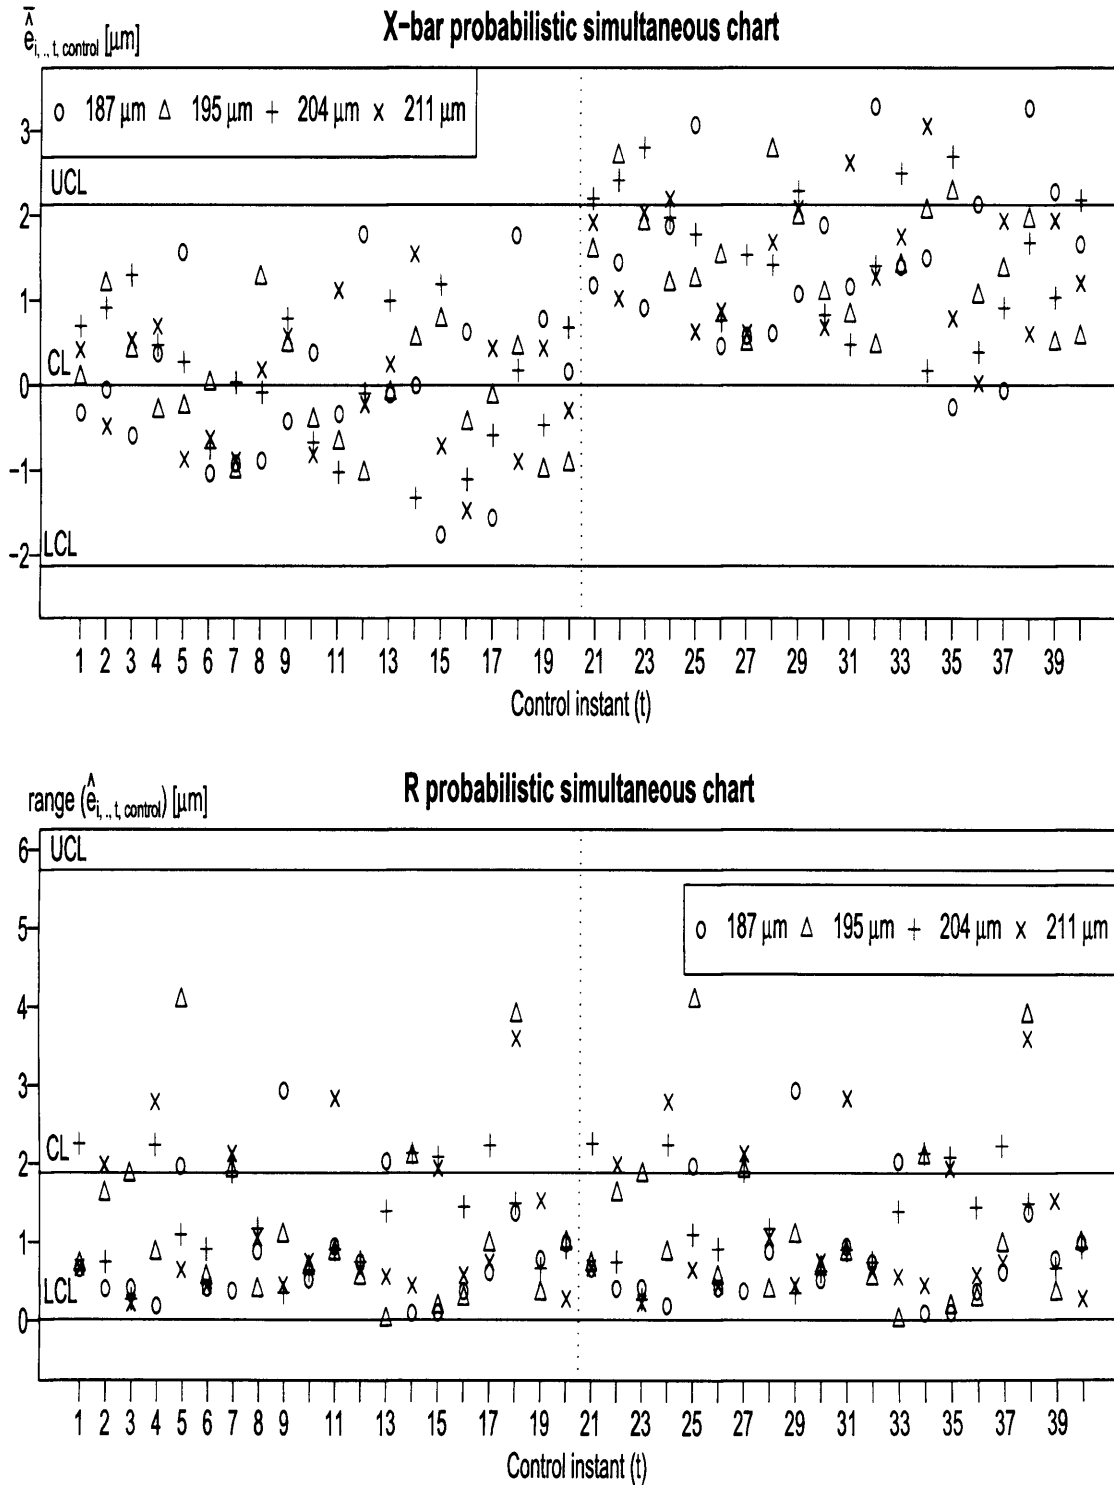 X-bar probabilistic simultaneous chart
ê i, ., t, control [μm]
o 187 μm Δ 195 μm + 204 μm × 211 μm
3
UCL
2
1
CL
0
-1
LCL
-2
1 2 3 4 5 6 7 8 9 11 13 15 17 19 21 23 25 27 29 31 33 35 37 39
Control instant (t)
R probabilistic simultaneous chart
range (ê i, ., t, control) [μm]
6
UCL
o 187 μm Δ 195 μm + 204 μm × 211 μm
5
4
3
CL
2
1
LCL
0
1 2 3 4 5 6 7 8 9 11 13 15 17 19 21 23 25 27 29 31 33 35 37 39
Control instant (t)